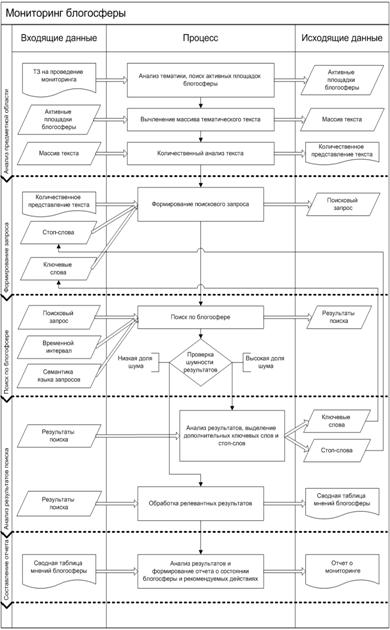 Мониторинг блогосферы
Входящие данные
Процесс
Исходящие данные
Анализ предметной области
ТЗ на проведение
мониторинга
Анализ тематики, поиск активных площадок
блогосферы
Активные
площадки
блогосферы
Активные
площадки
блогосферы
Вычленение массива тематического текста
Массив текста
Массив текста
Количественный анализ текста
Количественное
представление текста
Формирование запроса
Количественное
представление текста
Формирование поискового запроса
Поисковый
запрос
Стоп-слова
Ключевые
слова
Поиск по блогосфере
Поисковый
запрос
Поиск по блогосфере
Результаты
поиска
Временной
интервал
Семантика
языка запросов
Низкая доля
шума
Проверка
шумности
результатов
Высокая доля
шума
Анализ результатов поиска
Результаты
поиска
Анализ результатов, выделение
дополнительных ключевых слов и
стоп-слов
Ключевые
слова
Стоп-слова
Результаты
поиска
Обработка релевантных результатов
Сводная таблица
мнений блогосферы
Составление отчета
Сводная таблица
мнений блогосферы
Анализ результатов и
формирование отчета о состоянии
блогосферы и рекомендуемых действиях
Отчет о
мониторинге